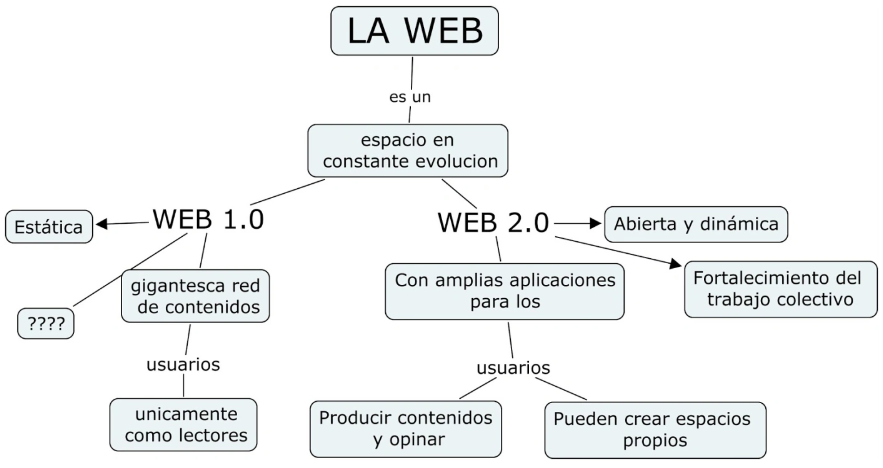 LA WEB
es un
espacio en
constante evolucion
Estática
WEB 1.0
WEB 2.0
Abierta y dinámica
gigantesca red
de contenidos
Con amplias aplicaciones
para los
Fortalecimiento del
trabajo colectivo
????
usuarios
usuarios
unicamente
como lectores
Producir contenidos
y opinar
Pueden crear espacios
propios